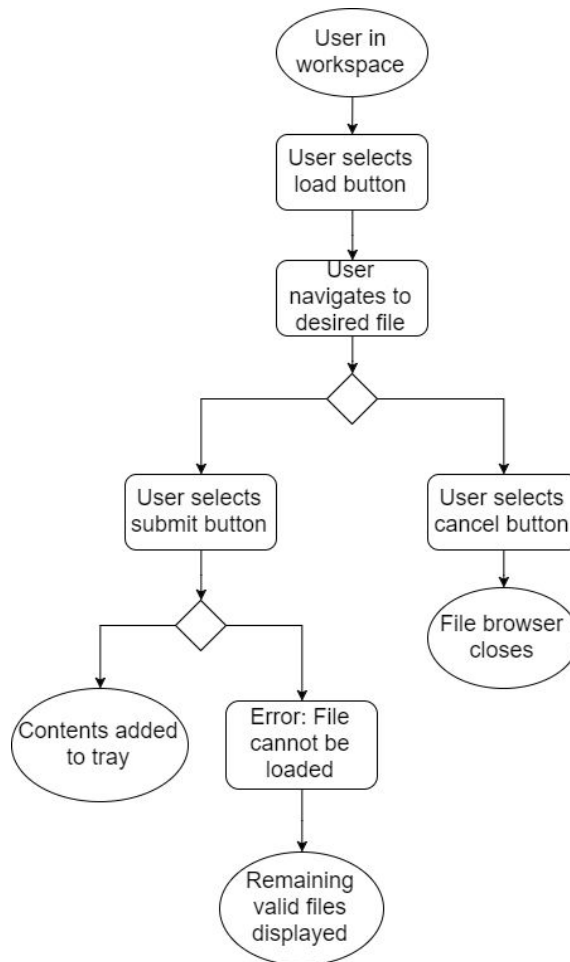 User in
workspace
User selects
load button
User
navigates to
desired file
User selects
submit button
User selects
cancel button
File browser
closes
Contents added
to tray
Error: File
cannot be
loaded
Remaining
valid files
displayed